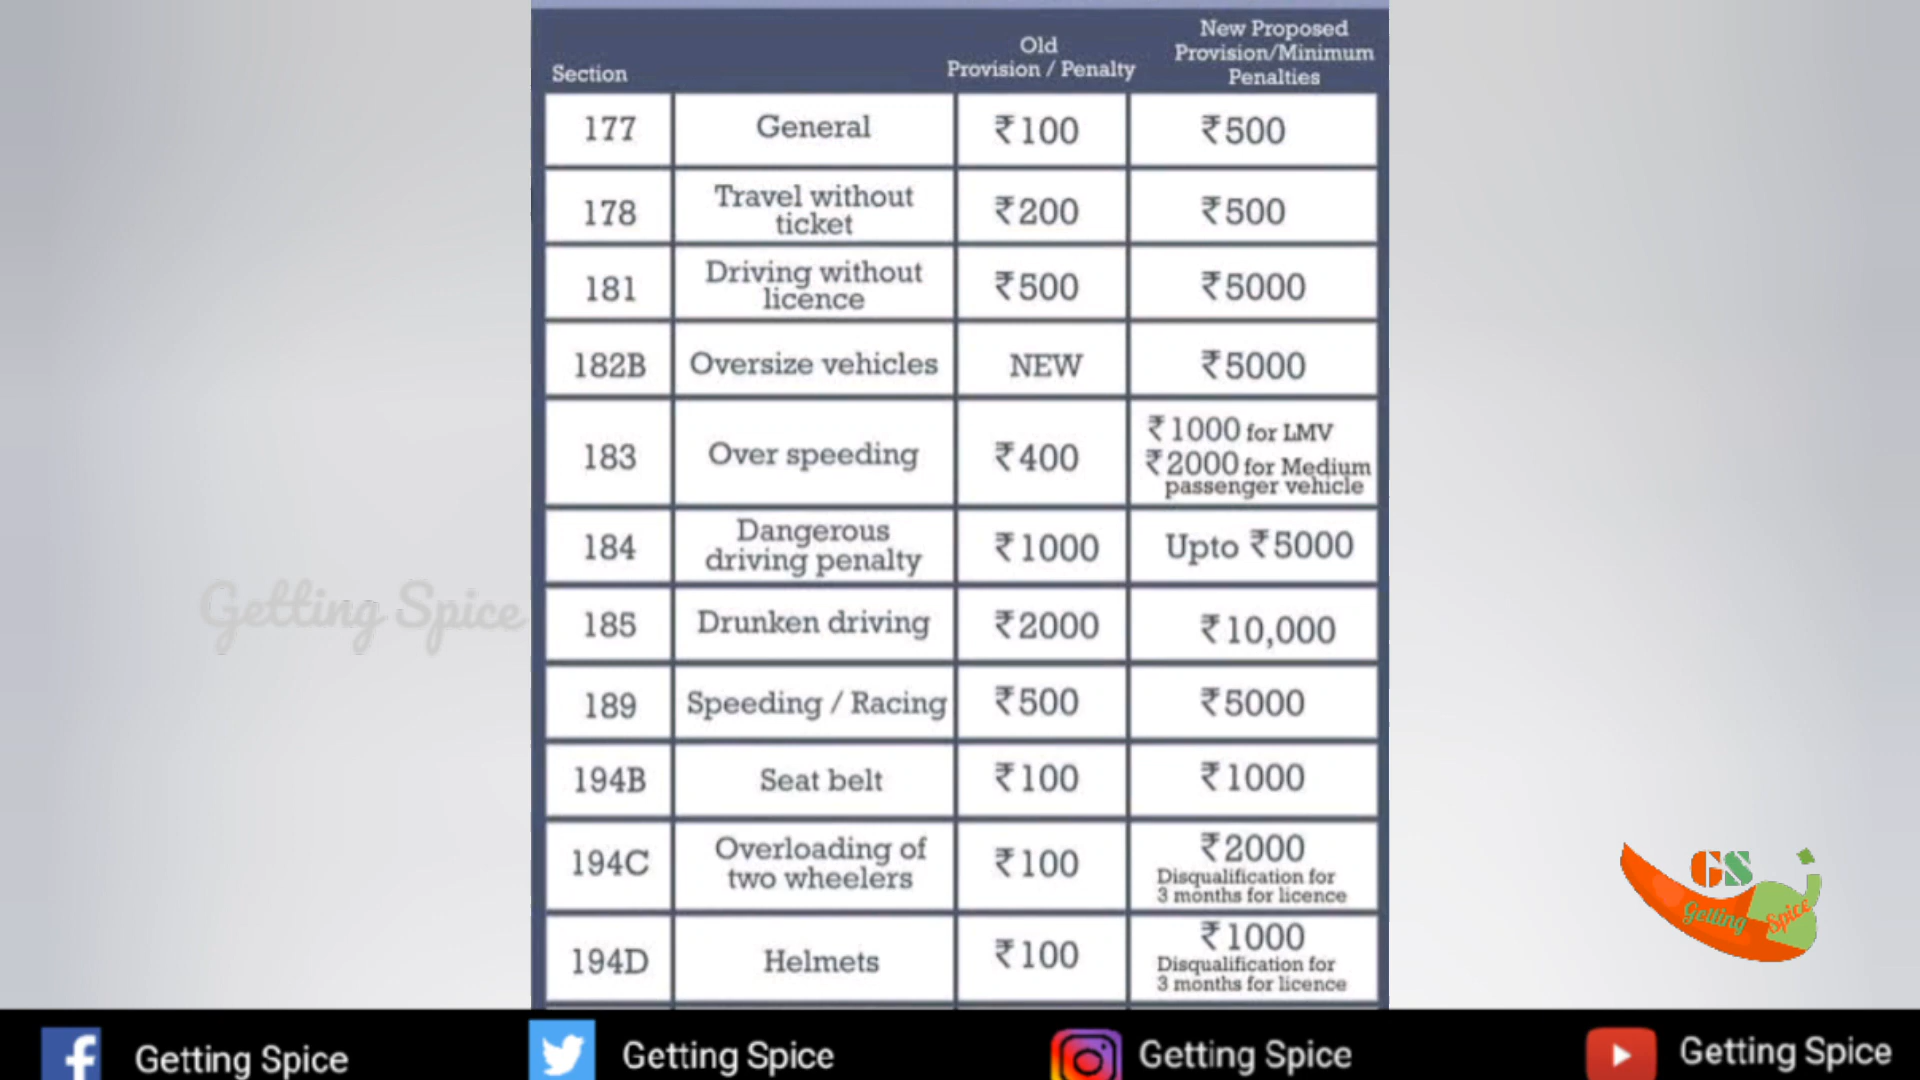 Section
Old
Provision / Penalty
New Proposed
Provision/Minimum
Penalties
177 General ₹100 ₹500
178 Travel without
ticket ₹200 ₹500
181 Driving without
licence ₹500 ₹5000
182B Oversize vehicles NEW ₹5000
183 Over speeding ₹400 ₹1000 for LMV
₹2000 for Medium
passenger vehicle
184 Dangerous
driving penalty ₹1000 Upto ₹5000
185 Drunken driving ₹2000 ₹10,000
189 Speeding / Racing ₹500 ₹5000
194B Seat belt ₹100 ₹1000
194C Overloading of
two wheelers ₹100 ₹2000
Disqualification for
3 months for licence
194D Helmets ₹100 ₹1000
Disqualification for
3 months for licence
Getting Spice
GS
Getting Spice
Getting Spice
Getting Spice
Getting Spice
Getting Spice